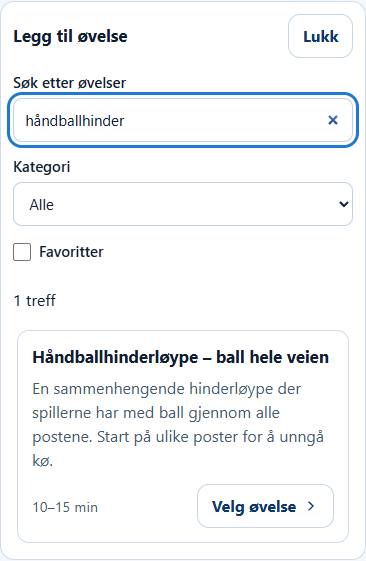 Legg til øvelse
Lukk
Søk etter øvelser
håndballhinder
Kategori
Alle
Favoritter
1 treff
Håndballhinderløype – ball hele veien
En sammenhengende hinderløype der
spillerne har med ball gjennom alle
postene. Start på ulike poster for å unngå
kø.
10–15 min
Velg øvelse